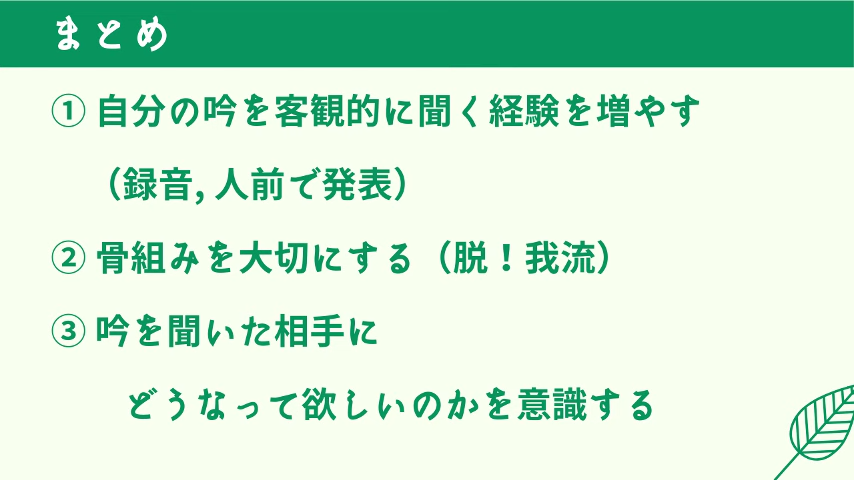 まとめ
① 自分の吟を客観的に聞く経験を増やす
（録音, 人前で発表）
② 骨組みを大切にする（脱！我流）
③ 吟を聞いた相手に
どうなって欲しいのかを意識する